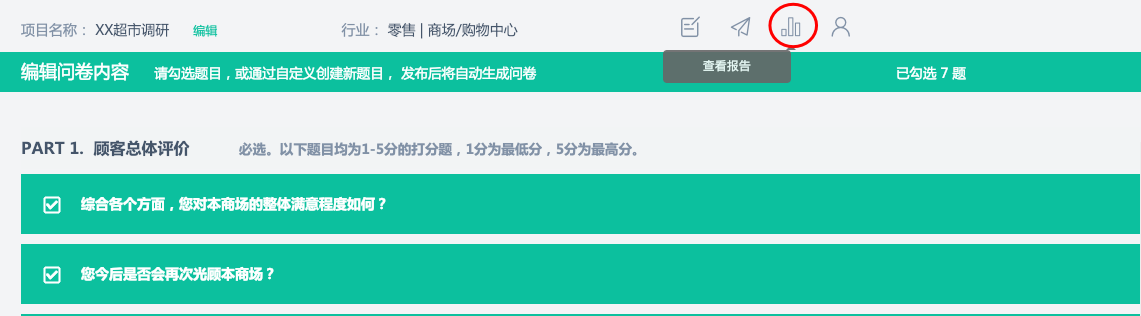 项目名称： XX超市调研 编辑 行业： 零售 | 商场/购物中心
查看报告
编辑问卷内容 请勾选题目，或通过自定义创建新题目， 发布后将自动生成问卷 已勾选 7 题
PART 1. 顾客总体评价 必选。以下题目均为1-5分的打分题，1分为最低分，5分为最高分。
综合各个方面，您对本商场的整体满意程度如何？
您今后是否会再次光顾本商场？